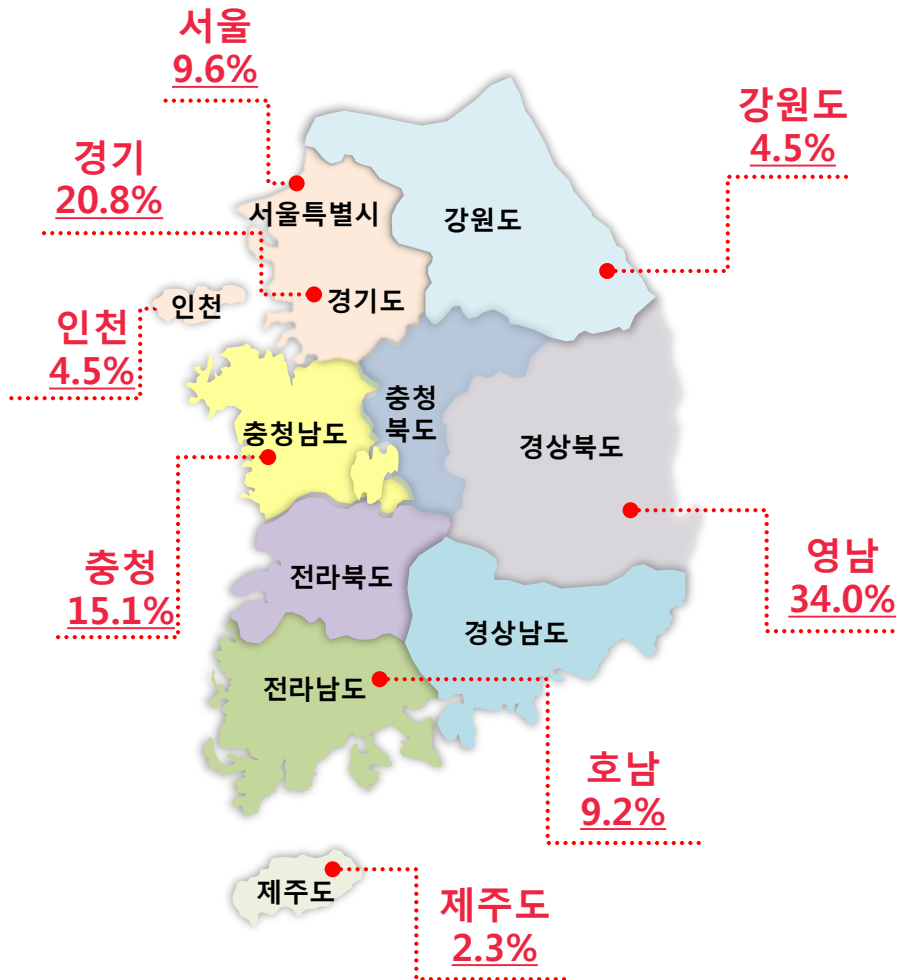 서울
9.6%
강원도
4.5%
경기
20.8%
서울특별시
강원도
인천
경기도
인천
4.5%
충청
북도
충청남도
경상북도
충청
15.1%
영남
34.0%
전라북도
경상남도
전라남도
호남
9.2%
제주도
제주도
2.3%